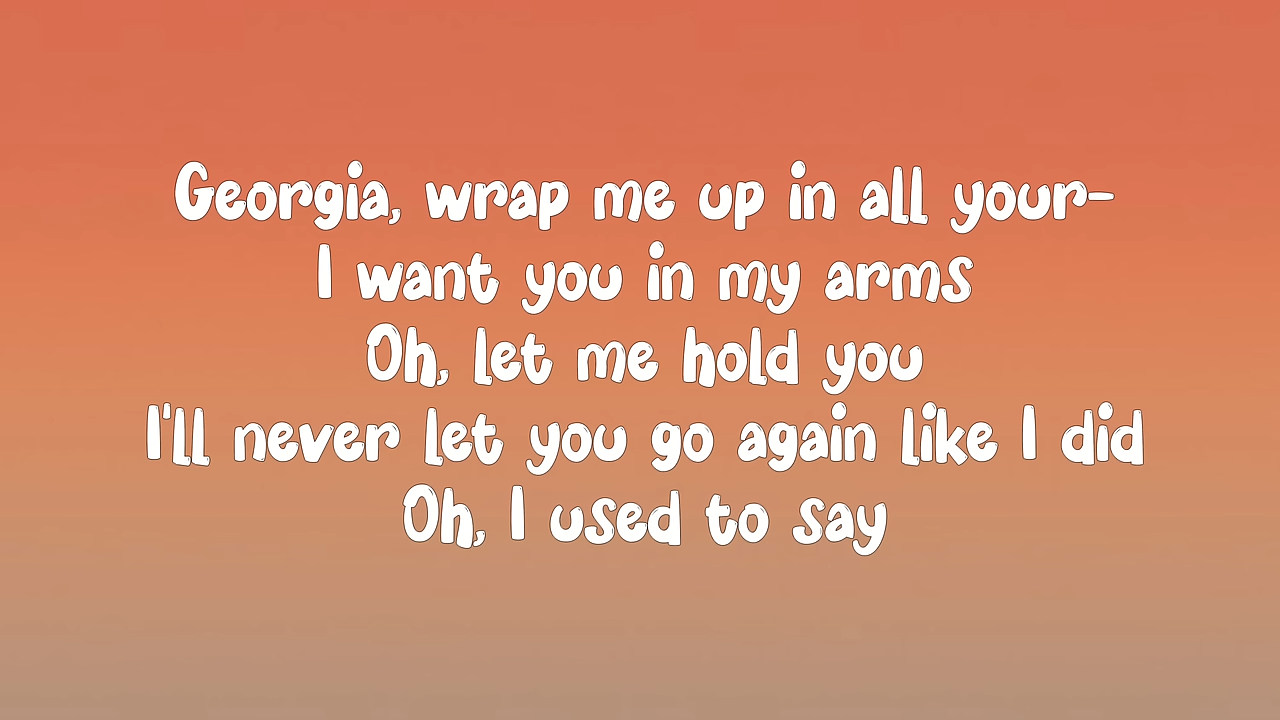 Georgia, wrap me up in all your-
I want you in my arms
Oh, let me hold you
I'll never let you go again like I did
Oh, I used to say